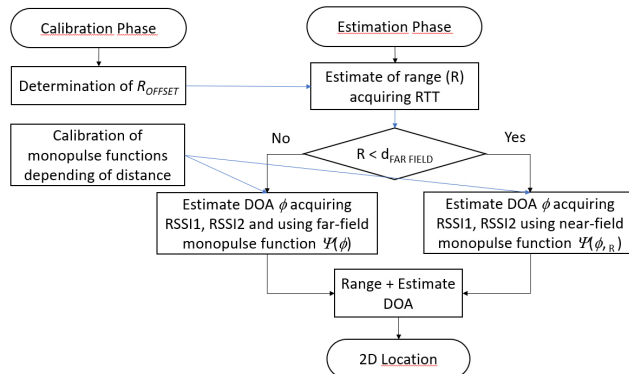 Calibration Phase
Estimation Phase
Determination of R_OFFSET
Estimate of range (R)
acquiring RTT
Calibration of
monopulse functions
depending of distance
No
R < d_FAR FIELD
Yes
Estimate DOA ϕ acquiring
RSSI1, RSSI2 and using far-field
monopulse function Ψ(ϕ)
Estimate DOA ϕ acquiring
RSSI1, RSSI2 using near-field
monopulse function Ψ(ϕ, R)
Range + Estimate
DOA
2D Location